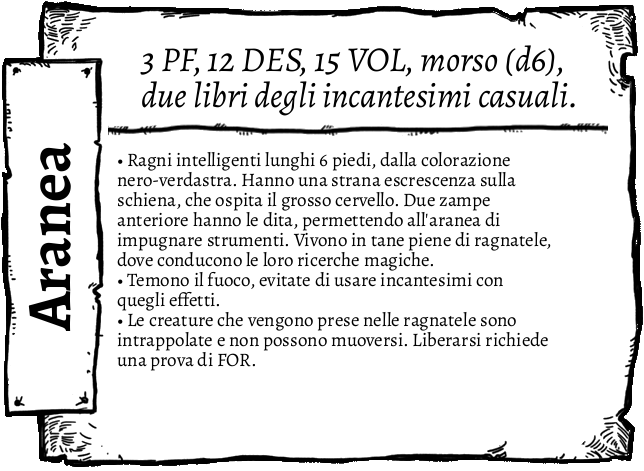 Aranea
3 PF, 12 DES, 15 VOL, morso (d6),
due libri degli incantesimi casuali.
• Ragni intelligenti lunghi 6 piedi, dalla colorazione
nero-verdastra. Hanno una strana escrescenza sulla
schiena, che ospita il grosso cervello. Due zampe
anteriore hanno le dita, permettendo all'aranea di
impugnare strumenti. Vivono in tane piene di ragnatele,
dove conducono le loro ricerche magiche.
• Temono il fuoco, evitate di usare incantesimi con
quegli effetti.
• Le creature che vengono prese nelle ragnatele sono
intrappolate e non possono muoversi. Liberarsi richiede
una prova di FOR.